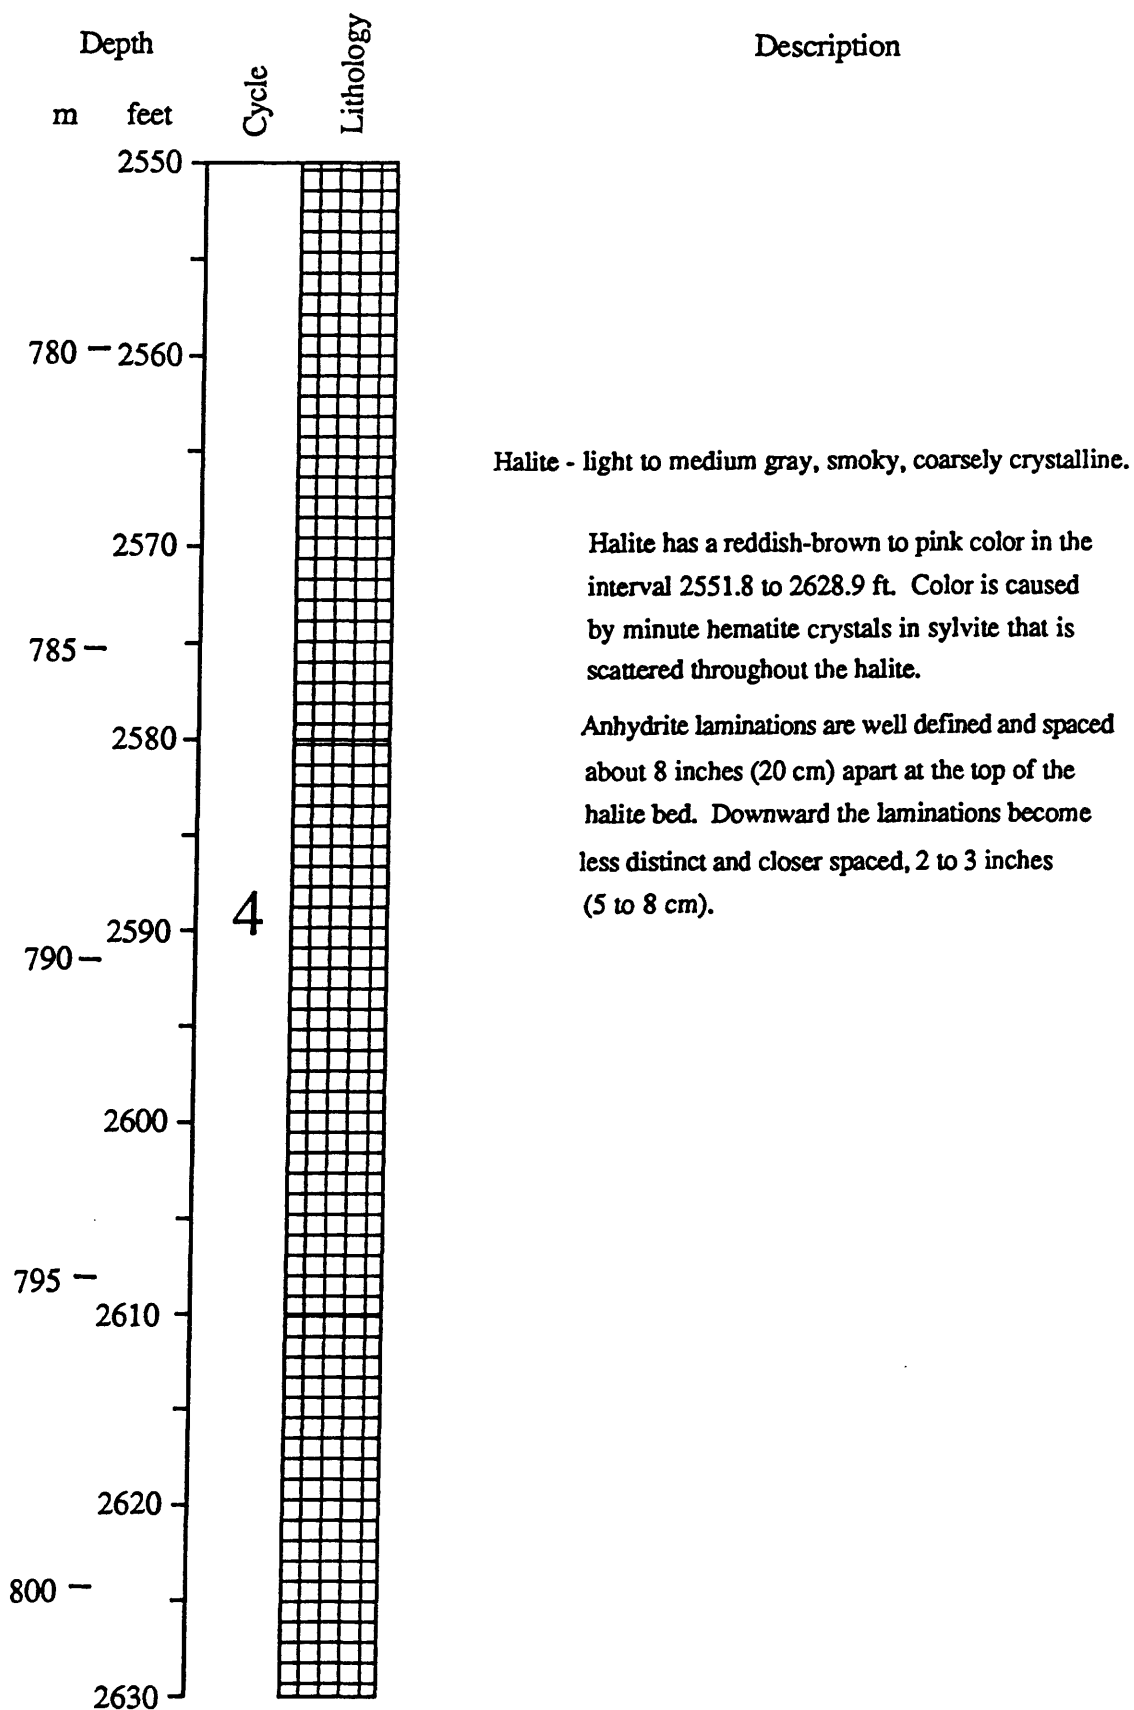 Depth
Description
m feet
Cycle
Lithology
2550
780 2560
Halite - light to medium gray, smoky, coarsely crystalline.
2570
Halite has a reddish-brown to pink color in the
interval 2551.8 to 2628.9 ft. Color is caused
by minute hematite crystals in sylvite that is
785
scattered throughout the halite.
2580
Anhydrite laminations are well defined and spaced
about 8 inches (20 cm) apart at the top of the
halite bed. Downward the laminations become
less distinct and closer spaced, 2 to 3 inches
(5 to 8 cm).
4
2590
790
2600
795
2610
2620
800
2630